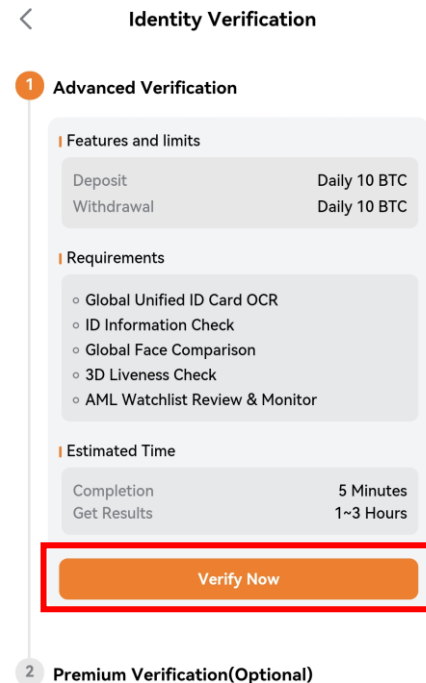 Identity Verification
1 Advanced Verification
Features and limits
Deposit Daily 10 BTC
Withdrawal Daily 10 BTC
Requirements
Global Unified ID Card OCR
ID Information Check
Global Face Comparison
3D Liveness Check
AML Watchlist Review & Monitor
Estimated Time
Completion 5 Minutes
Get Results 1~3 Hours
Verify Now
2 Premium Verification(Optional)